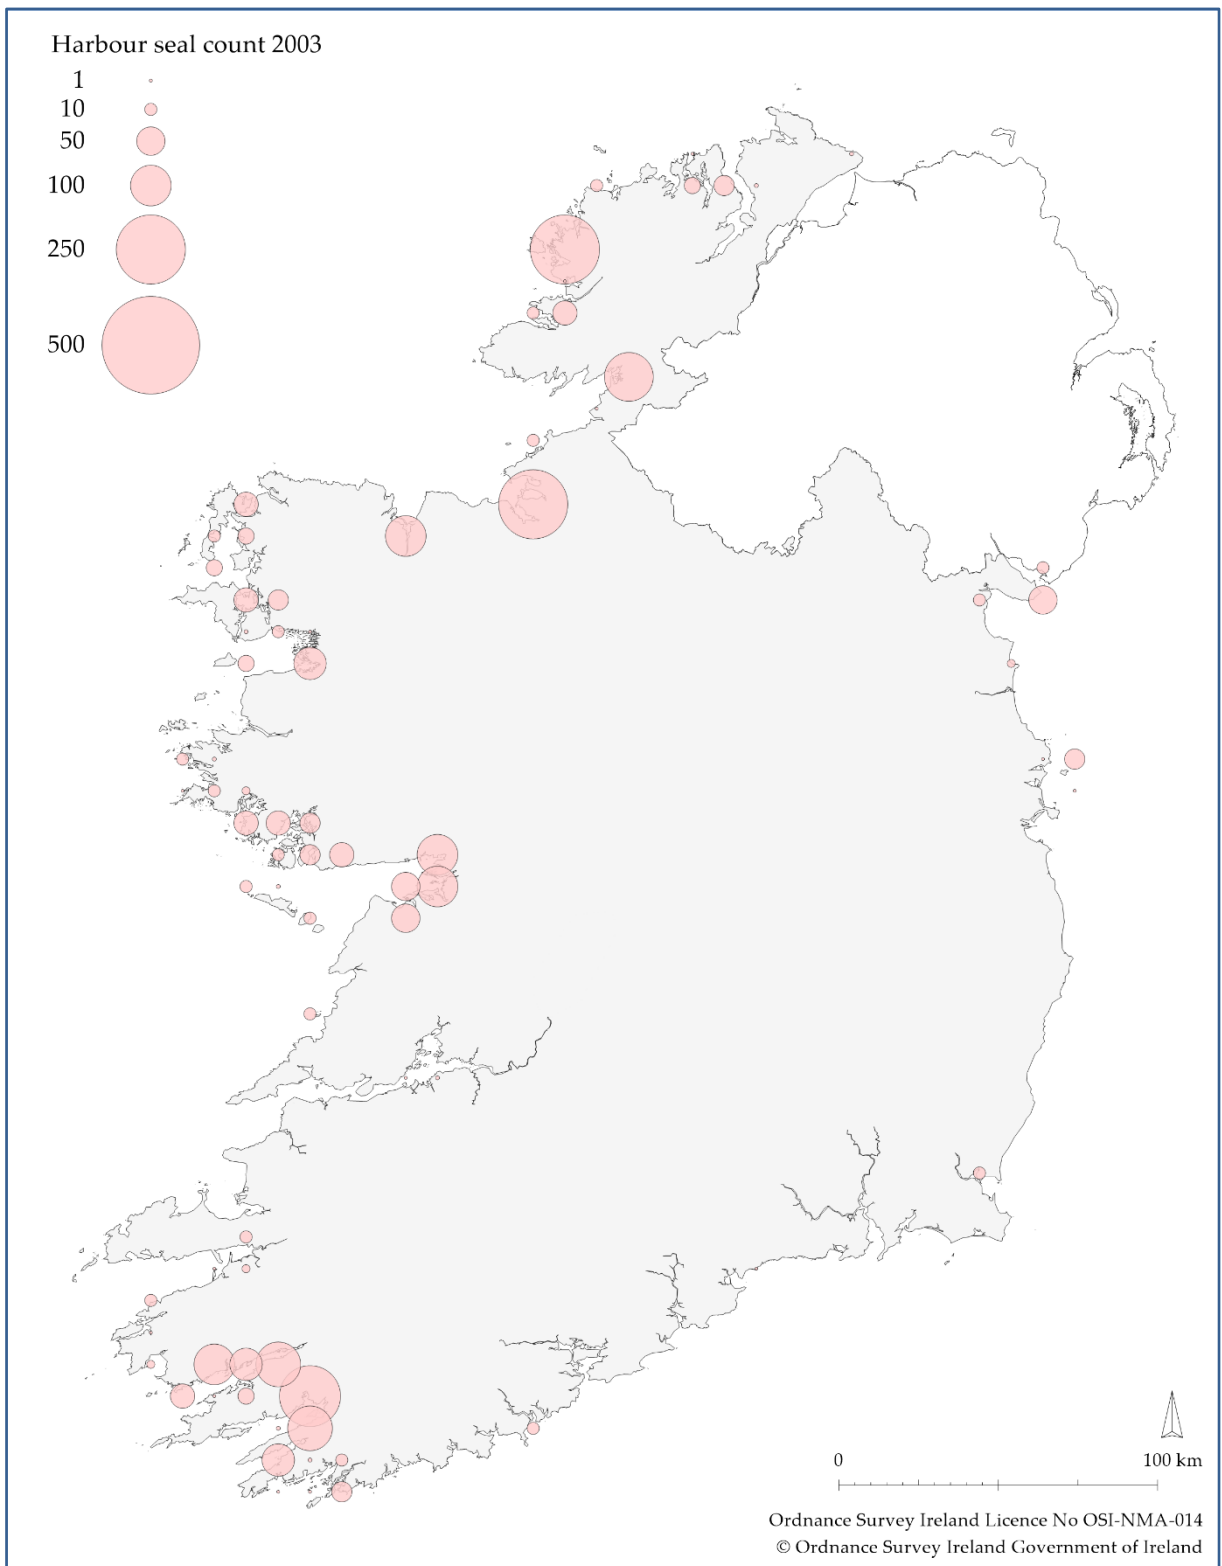 Harbour seal count 2003
1
10
50
100
250
500
0 100 km
Ordnance Survey Ireland Licence No OSI-NMA-014
© Ordnance Survey Ireland Government of Ireland